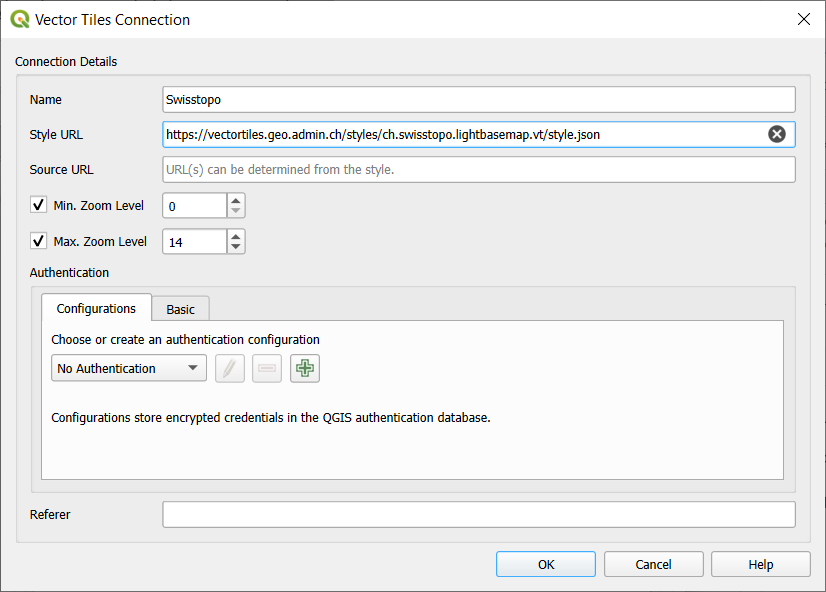 Vector Tiles Connection
Connection Details
Name Swisstopo
Style URL https://vectortiles.geo.admin.ch/styles/ch.swisstopo.lightbasemap.vt/style.json
Source URL URL(s) can be determined from the style.
Min. Zoom Level 0
Max. Zoom Level 14
Authentication
Configurations Basic
Choose or create an authentication configuration
No Authentication
Configurations store encrypted credentials in the QGIS authentication database.
Referer
OK Cancel Help